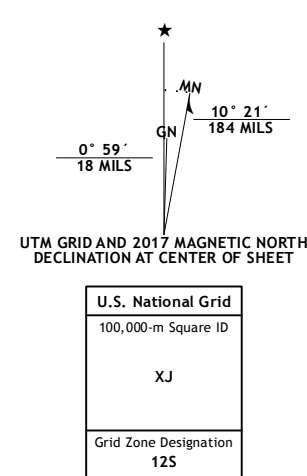 ★
MN
GN
10° 21´
184 MILS
0° 59´
18 MILS
UTM GRID AND 2017 MAGNETIC NORTH
DECLINATION AT CENTER OF SHEET
U.S. National Grid
100,000-m Square ID
XJ
Grid Zone Designation
12S